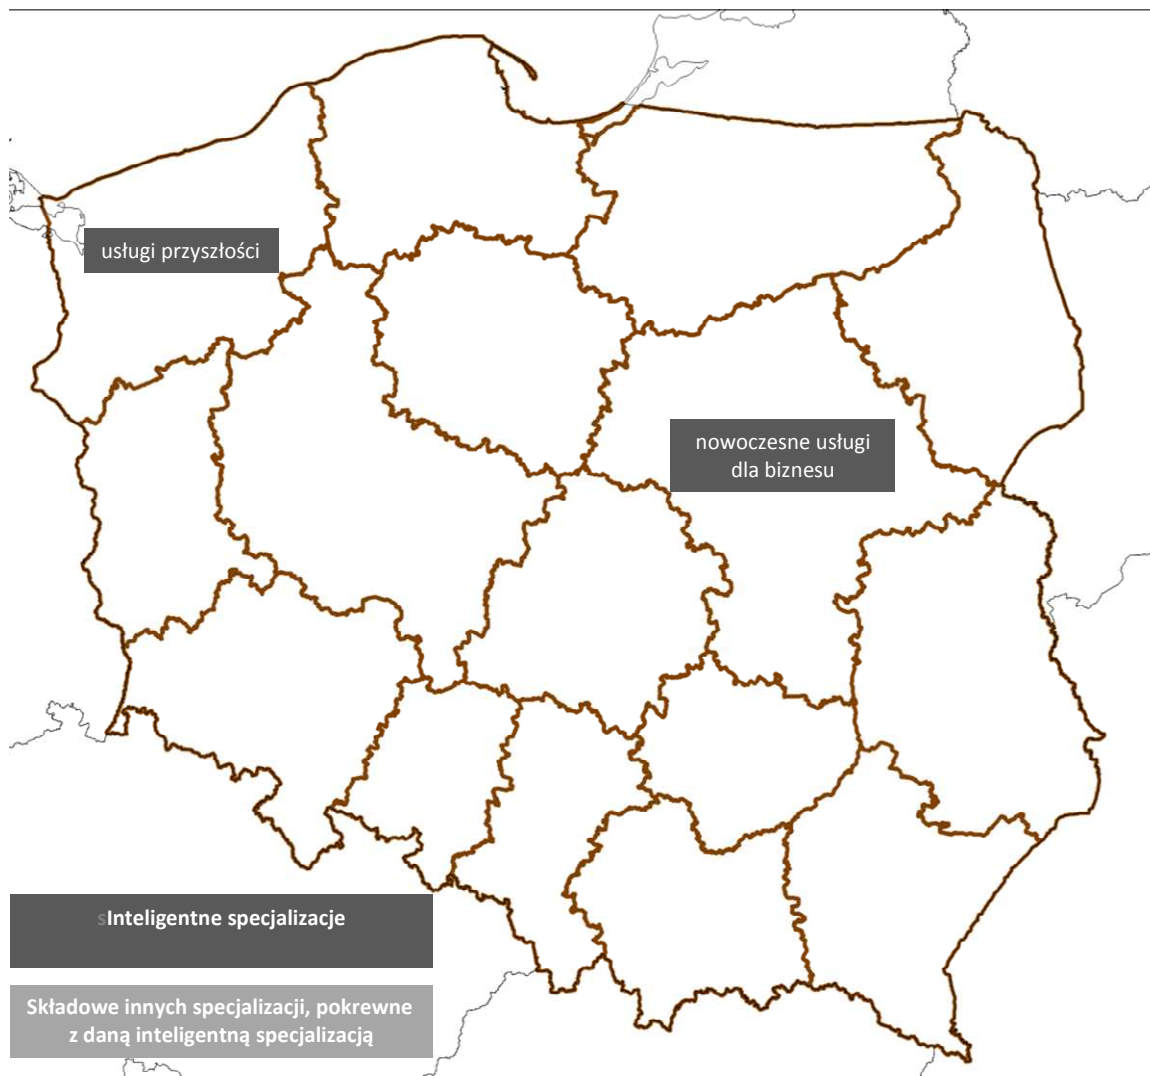 usługi przyszłości
nowoczesne usługi
dla biznesu
sInteligentne specjalizacje
Składowe innych specjalizacji, pokrewne
z daną inteligentną specjalizacją